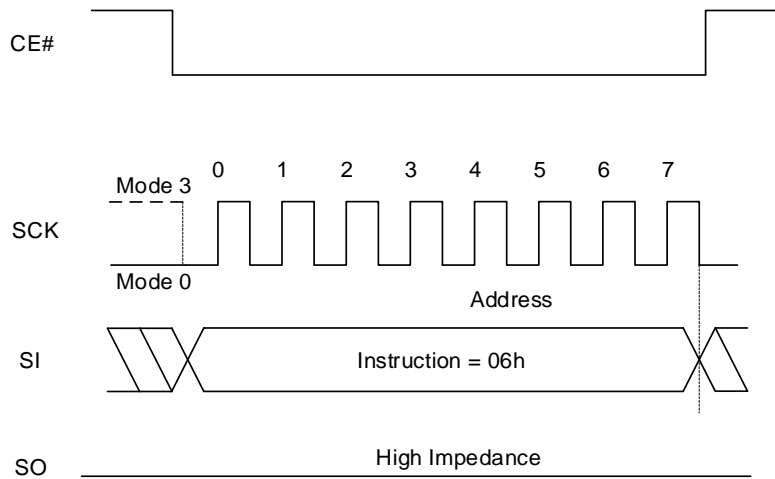 CE#
0 1 2 3 4 5 6 7
Mode 3
SCK
Mode 0
Address
SI
Instruction = 06h
High Impedance
SO